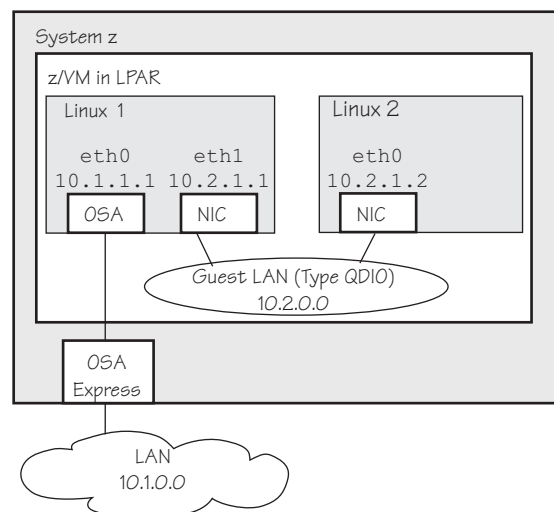 System z
z/VM in LPAR
Linux 1
eth0 eth1
10.1.1.1 10.2.1.1
OSA NIC
Linux 2
eth0
10.2.1.2
NIC
Guest LAN (Type QDIO)
10.2.0.0
OSA
Express
LAN
10.1.0.0